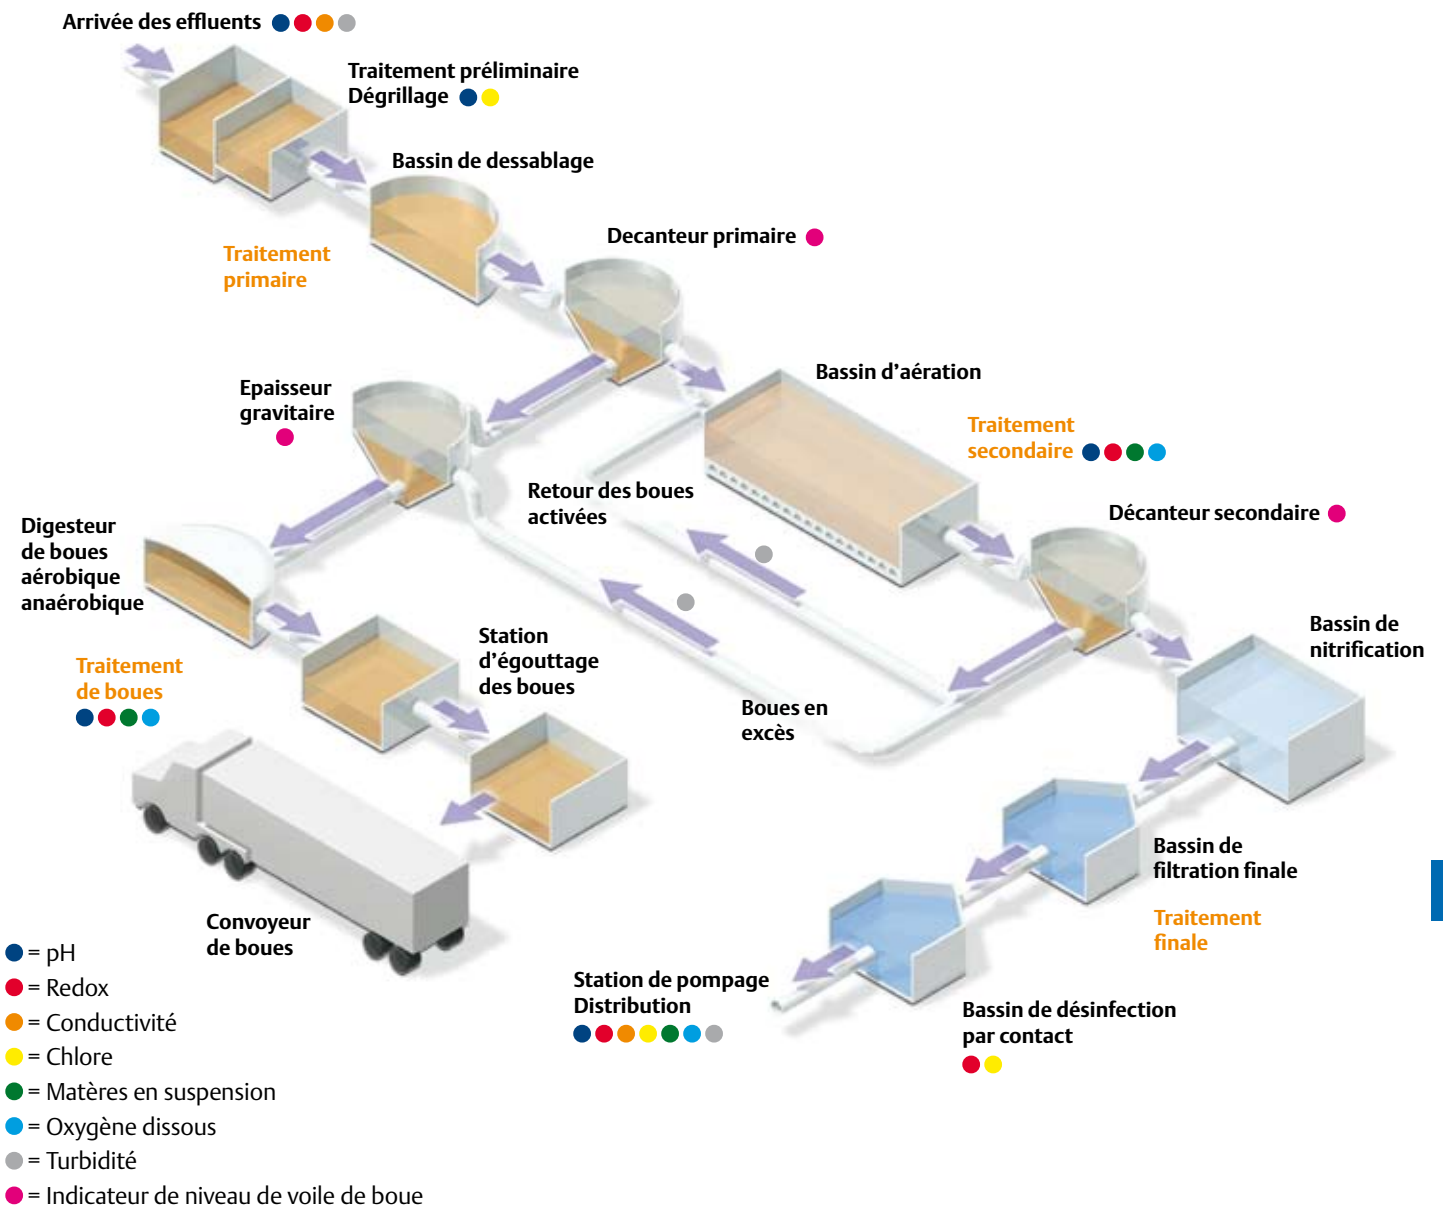 Arrivée des effluents
Traitement préliminaire
Dégrillage
Bassin de dessablage
Traitement
primaire
Decanteur primaire
Epaisseur
gravitaire
Bassin d’aération
Traitement
secondaire
Retour des boues
activées
Décanteur secondaire
Digesteur
de boues
aérobique
anaérobique
Station
d’égouttage
des boues
Bassin de
nitrification
Traitement
de boues
Boues en
excès
Bassin de
filtration finale
Traitement
finale
Convoyeur
de boues
Station de pompage
Distribution
Bassin de désinfection
par contact
= pH
= Redox
= Conductivité
= Chlore
= Matères en suspension
= Oxygène dissous
= Turbidité
= Indicateur de niveau de voile de boue